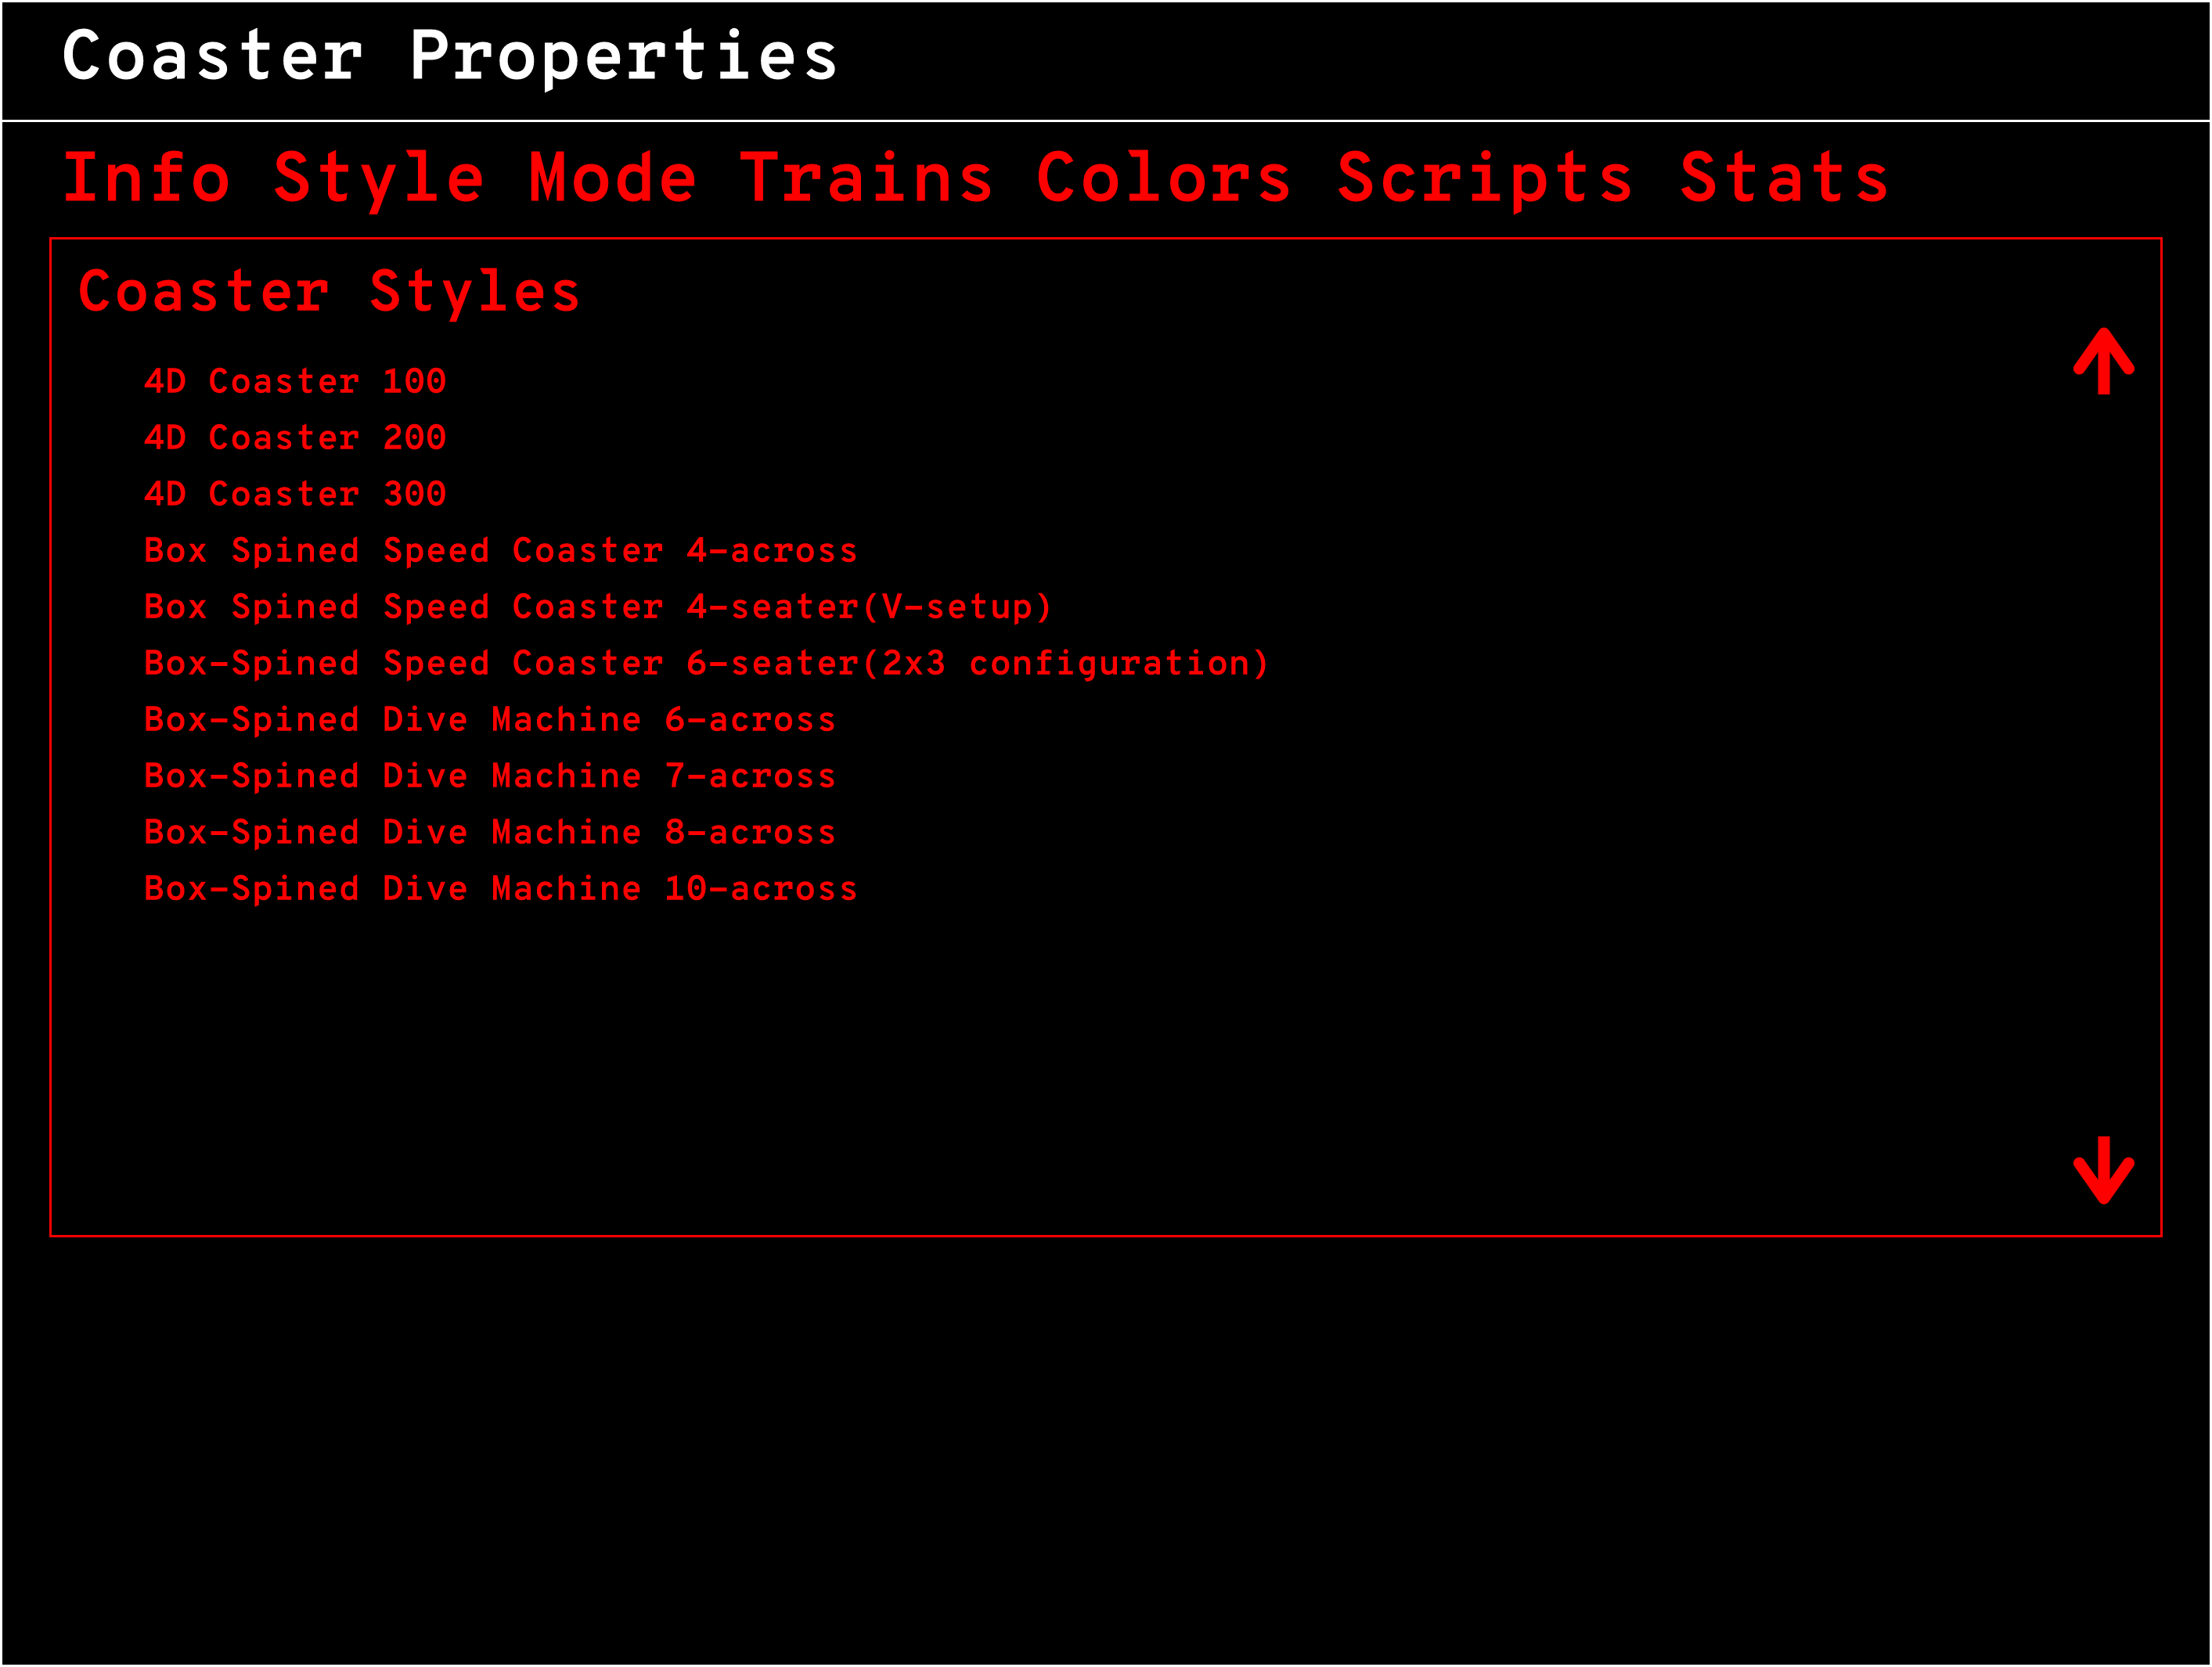 Coaster Properties
Info Style Mode Trains Colors Scripts Stats
Coaster Styles
4D Coaster 100
4D Coaster 200
4D Coaster 300
Box Spined Speed Coaster 4-across
Box Spined Speed Coaster 4-seater(V-setup)
Box-Spined Speed Coaster 6-seater(2x3 configuration)
Box-Spined Dive Machine 6-across
Box-Spined Dive Machine 7-across
Box-Spined Dive Machine 8-across
Box-Spined Dive Machine 10-across